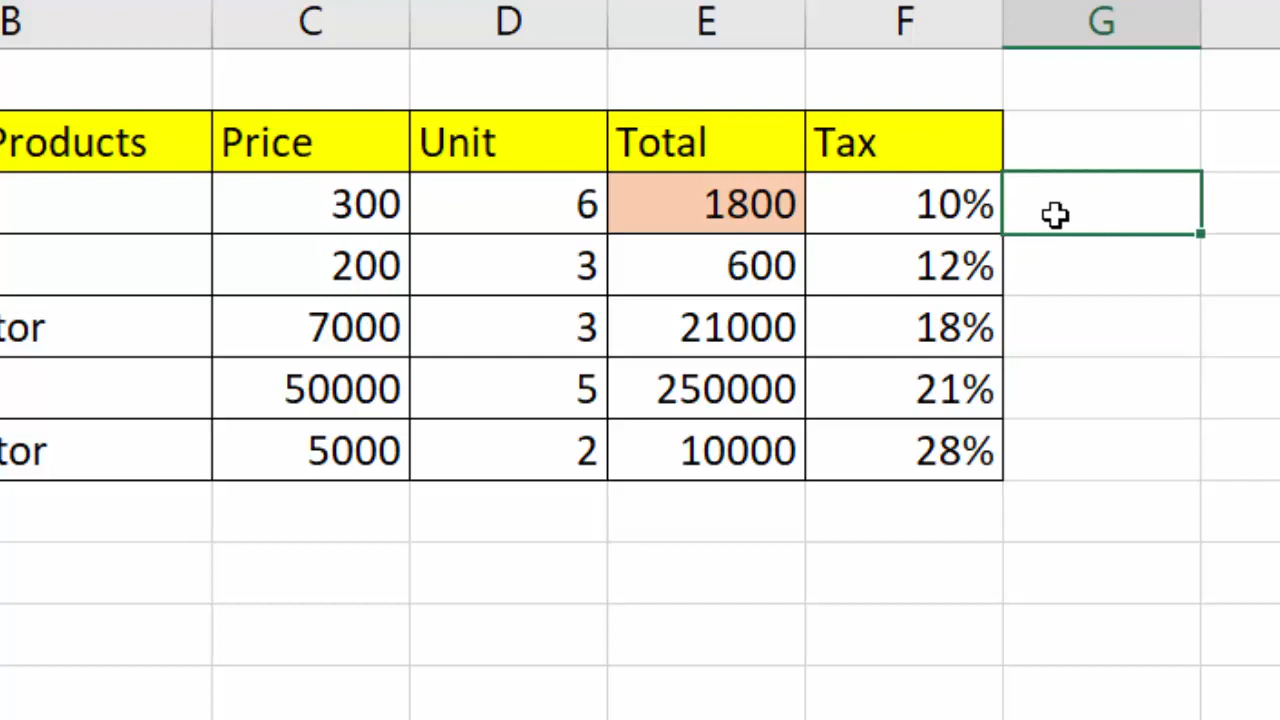 B C D E F G
Products Price Unit Total Tax
300 6 1800 10%
200 3 600 12%
tor 7000 3 21000 18%
50000 5 250000 21%
tor 5000 2 10000 28%